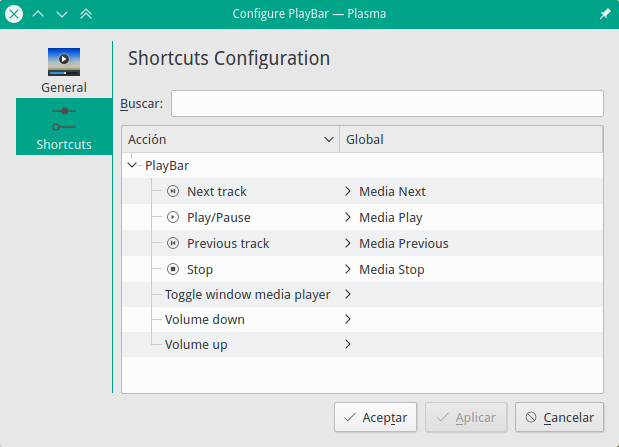 Configure PlayBar — Plasma
General
Shortcuts
Shortcuts Configuration
Buscar:
Acción Global
PlayBar
Next track Media Next
Play/Pause Media Play
Previous track Media Previous
Stop Media Stop
Toggle window media player
Volume down
Volume up
Aceptar Aplicar Cancelar